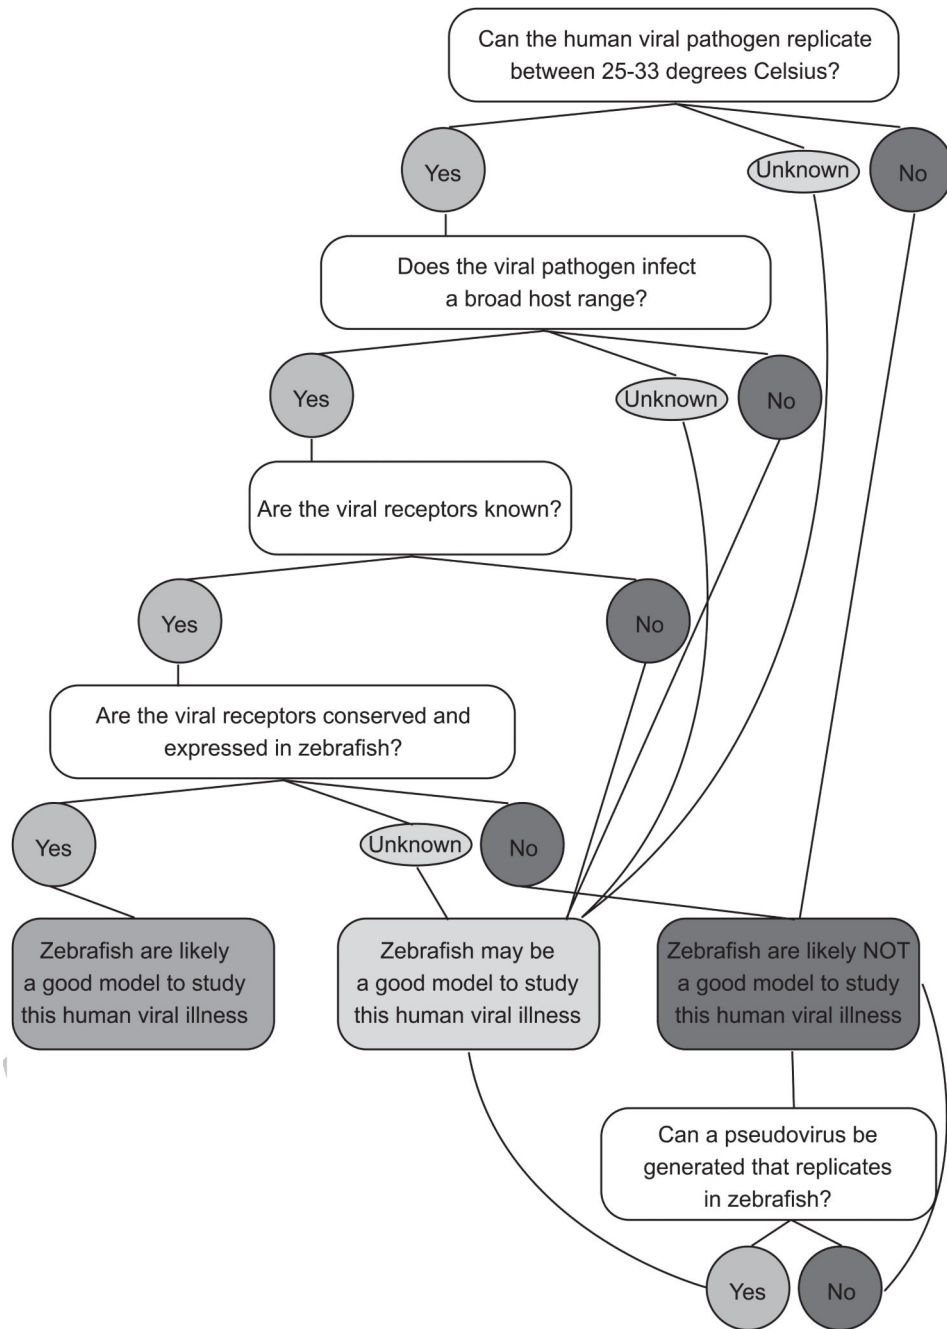 Can the human viral pathogen replicate
between 25-33 degrees Celsius?
Yes
Unknown
No
Does the viral pathogen infect
a broad host range?
Yes
Unknown
No
Are the viral receptors known?
Yes
No
Are the viral receptors conserved and
expressed in zebrafish?
Yes
Unknown
No
Zebrafish are likely
a good model to study
this human viral illness
Zebrafish may be
a good model to study
this human viral illness
Zebrafish are likely NOT
a good model to study
this human viral illness
Can a pseudovirus be
generated that replicates
in zebrafish?
Yes
No